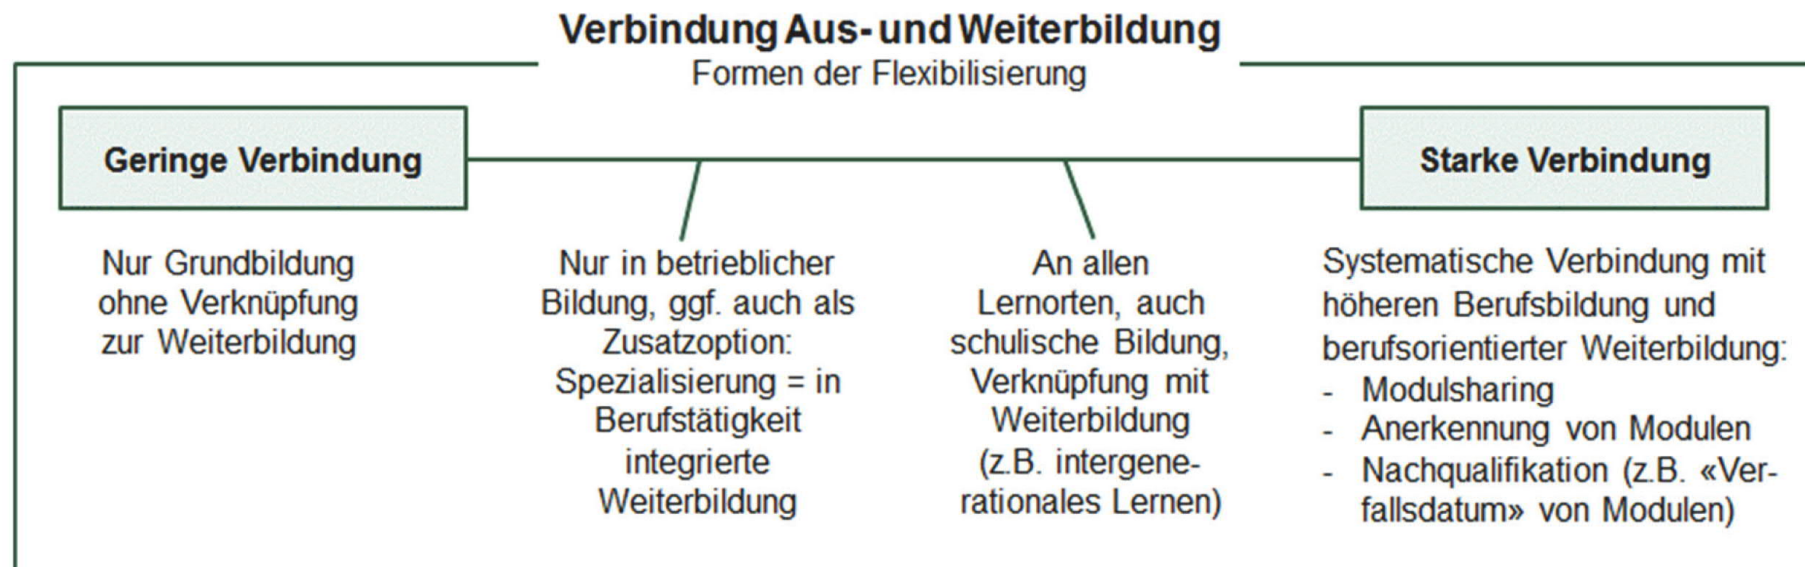 Verbindung Aus- und Weiterbildung
Formen der Flexibilisierung
Geringe Verbindung
Starke Verbindung
Nur Grundbildung
ohne Verknüpfung
zur Weiterbildung
Nur in betrieblicher
Bildung, ggf. auch als
Zusatzoption:
Spezialisierung = in
Berufstätigkeit
integrierte
Weiterbildung
An allen
Lernorten, auch
schulische Bildung,
Verknüpfung mit
Weiterbildung
(z.B. intergene-
rationales Lernen)
Systematische Verbindung mit
höheren Berufsbildung und
berufsorientierter Weiterbildung:
- Modulsharing
- Anerkennung von Modulen
- Nachqualifikation (z.B. «Ver-
fallsdatum» von Modulen)